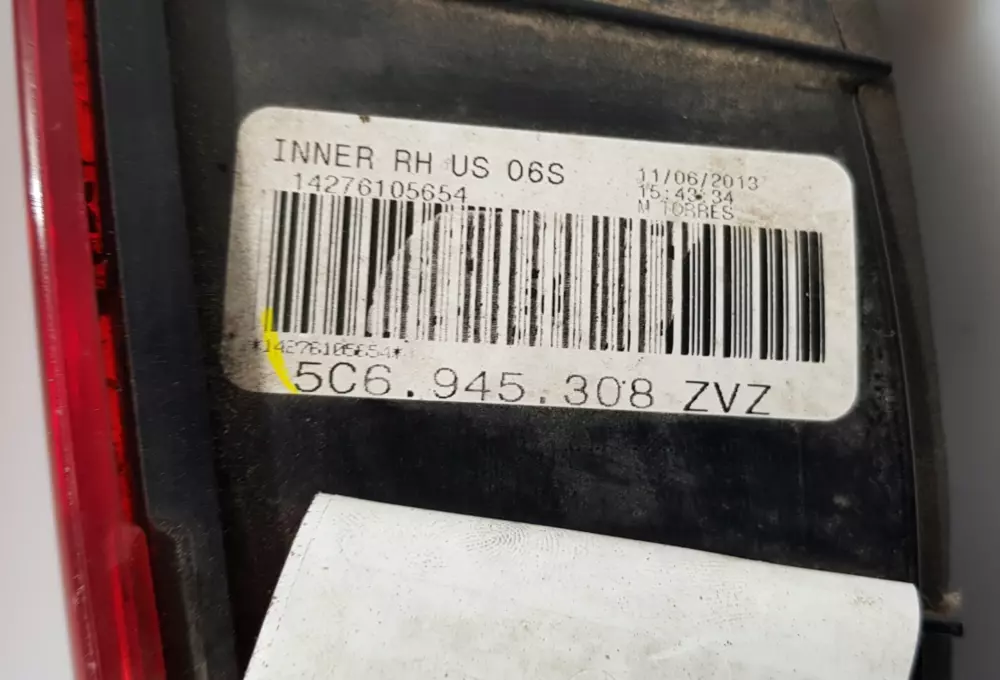 INNER RH US 06S
14276105654
11/06/2013
15:43:34
M TORRES
*14276105654*
5C6.945.308 ZVZ